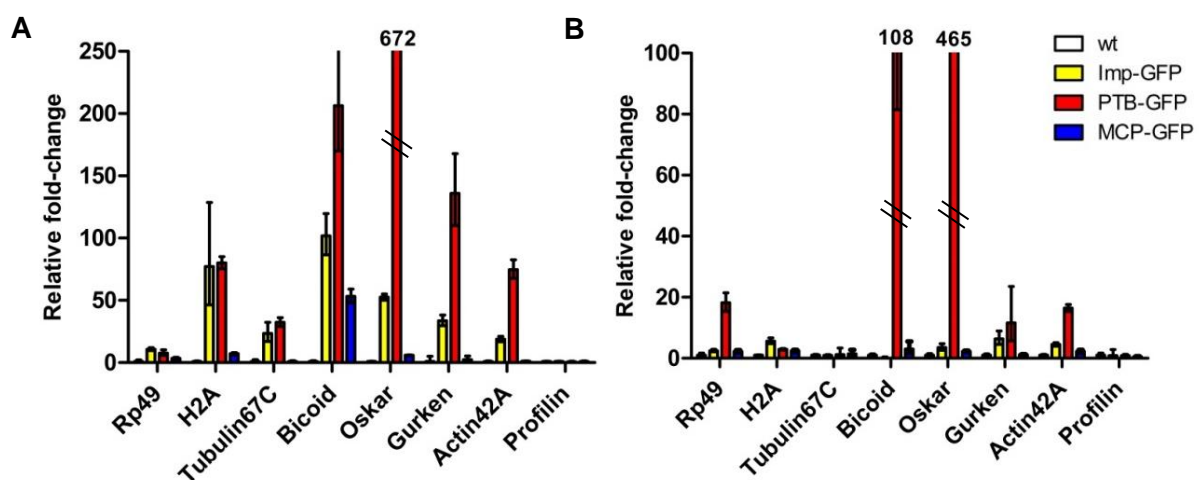 A
Relative fold-change
250
200
150
100
50
0
672
Rp49
H2A
Tubulin67C
Bicoid
Oskar
Gurken
Actin42A
Profilin
B
Relative fold-change
100
80
60
40
20
0
108
465
Rp49
H2A
Tubulin67C
Bicoid
Oskar
Gurken
Actin42A
Profilin
wt
Imp-GFP
PTB-GFP
MCP-GFP